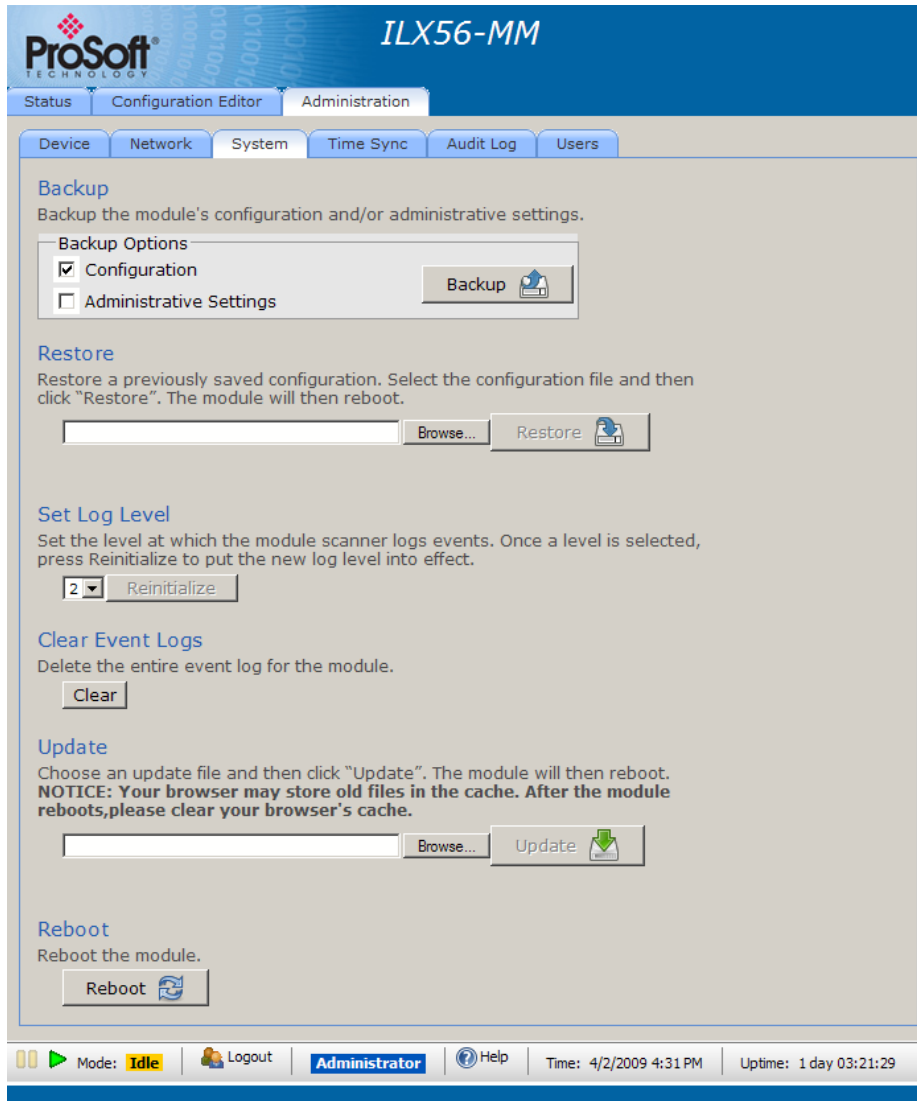 ILX56-MM
ProSoft®
TECHNOLOGY
Status Configuration Editor Administration
Device Network System Time Sync Audit Log Users
Backup
Backup the module's configuration and/or administrative settings.
Backup Options
Configuration
Administrative Settings
Backup
Restore
Restore a previously saved configuration. Select the configuration file and then
click “Restore”. The module will then reboot.
Browse... Restore
Set Log Level
Set the level at which the module scanner logs events. Once a level is selected,
press Reinitialize to put the new log level into effect.
2 Reinitialize
Clear Event Logs
Delete the entire event log for the module.
Clear
Update
Choose an update file and then click “Update”. The module will then reboot.
NOTICE: Your browser may store old files in the cache. After the module
reboots,please clear your browser's cache.
Browse... Update
Reboot
Reboot the module.
Reboot
Mode: Idle Logout Administrator Help Time: 4/2/2009 4:31 PM Uptime: 1 day 03:21:29